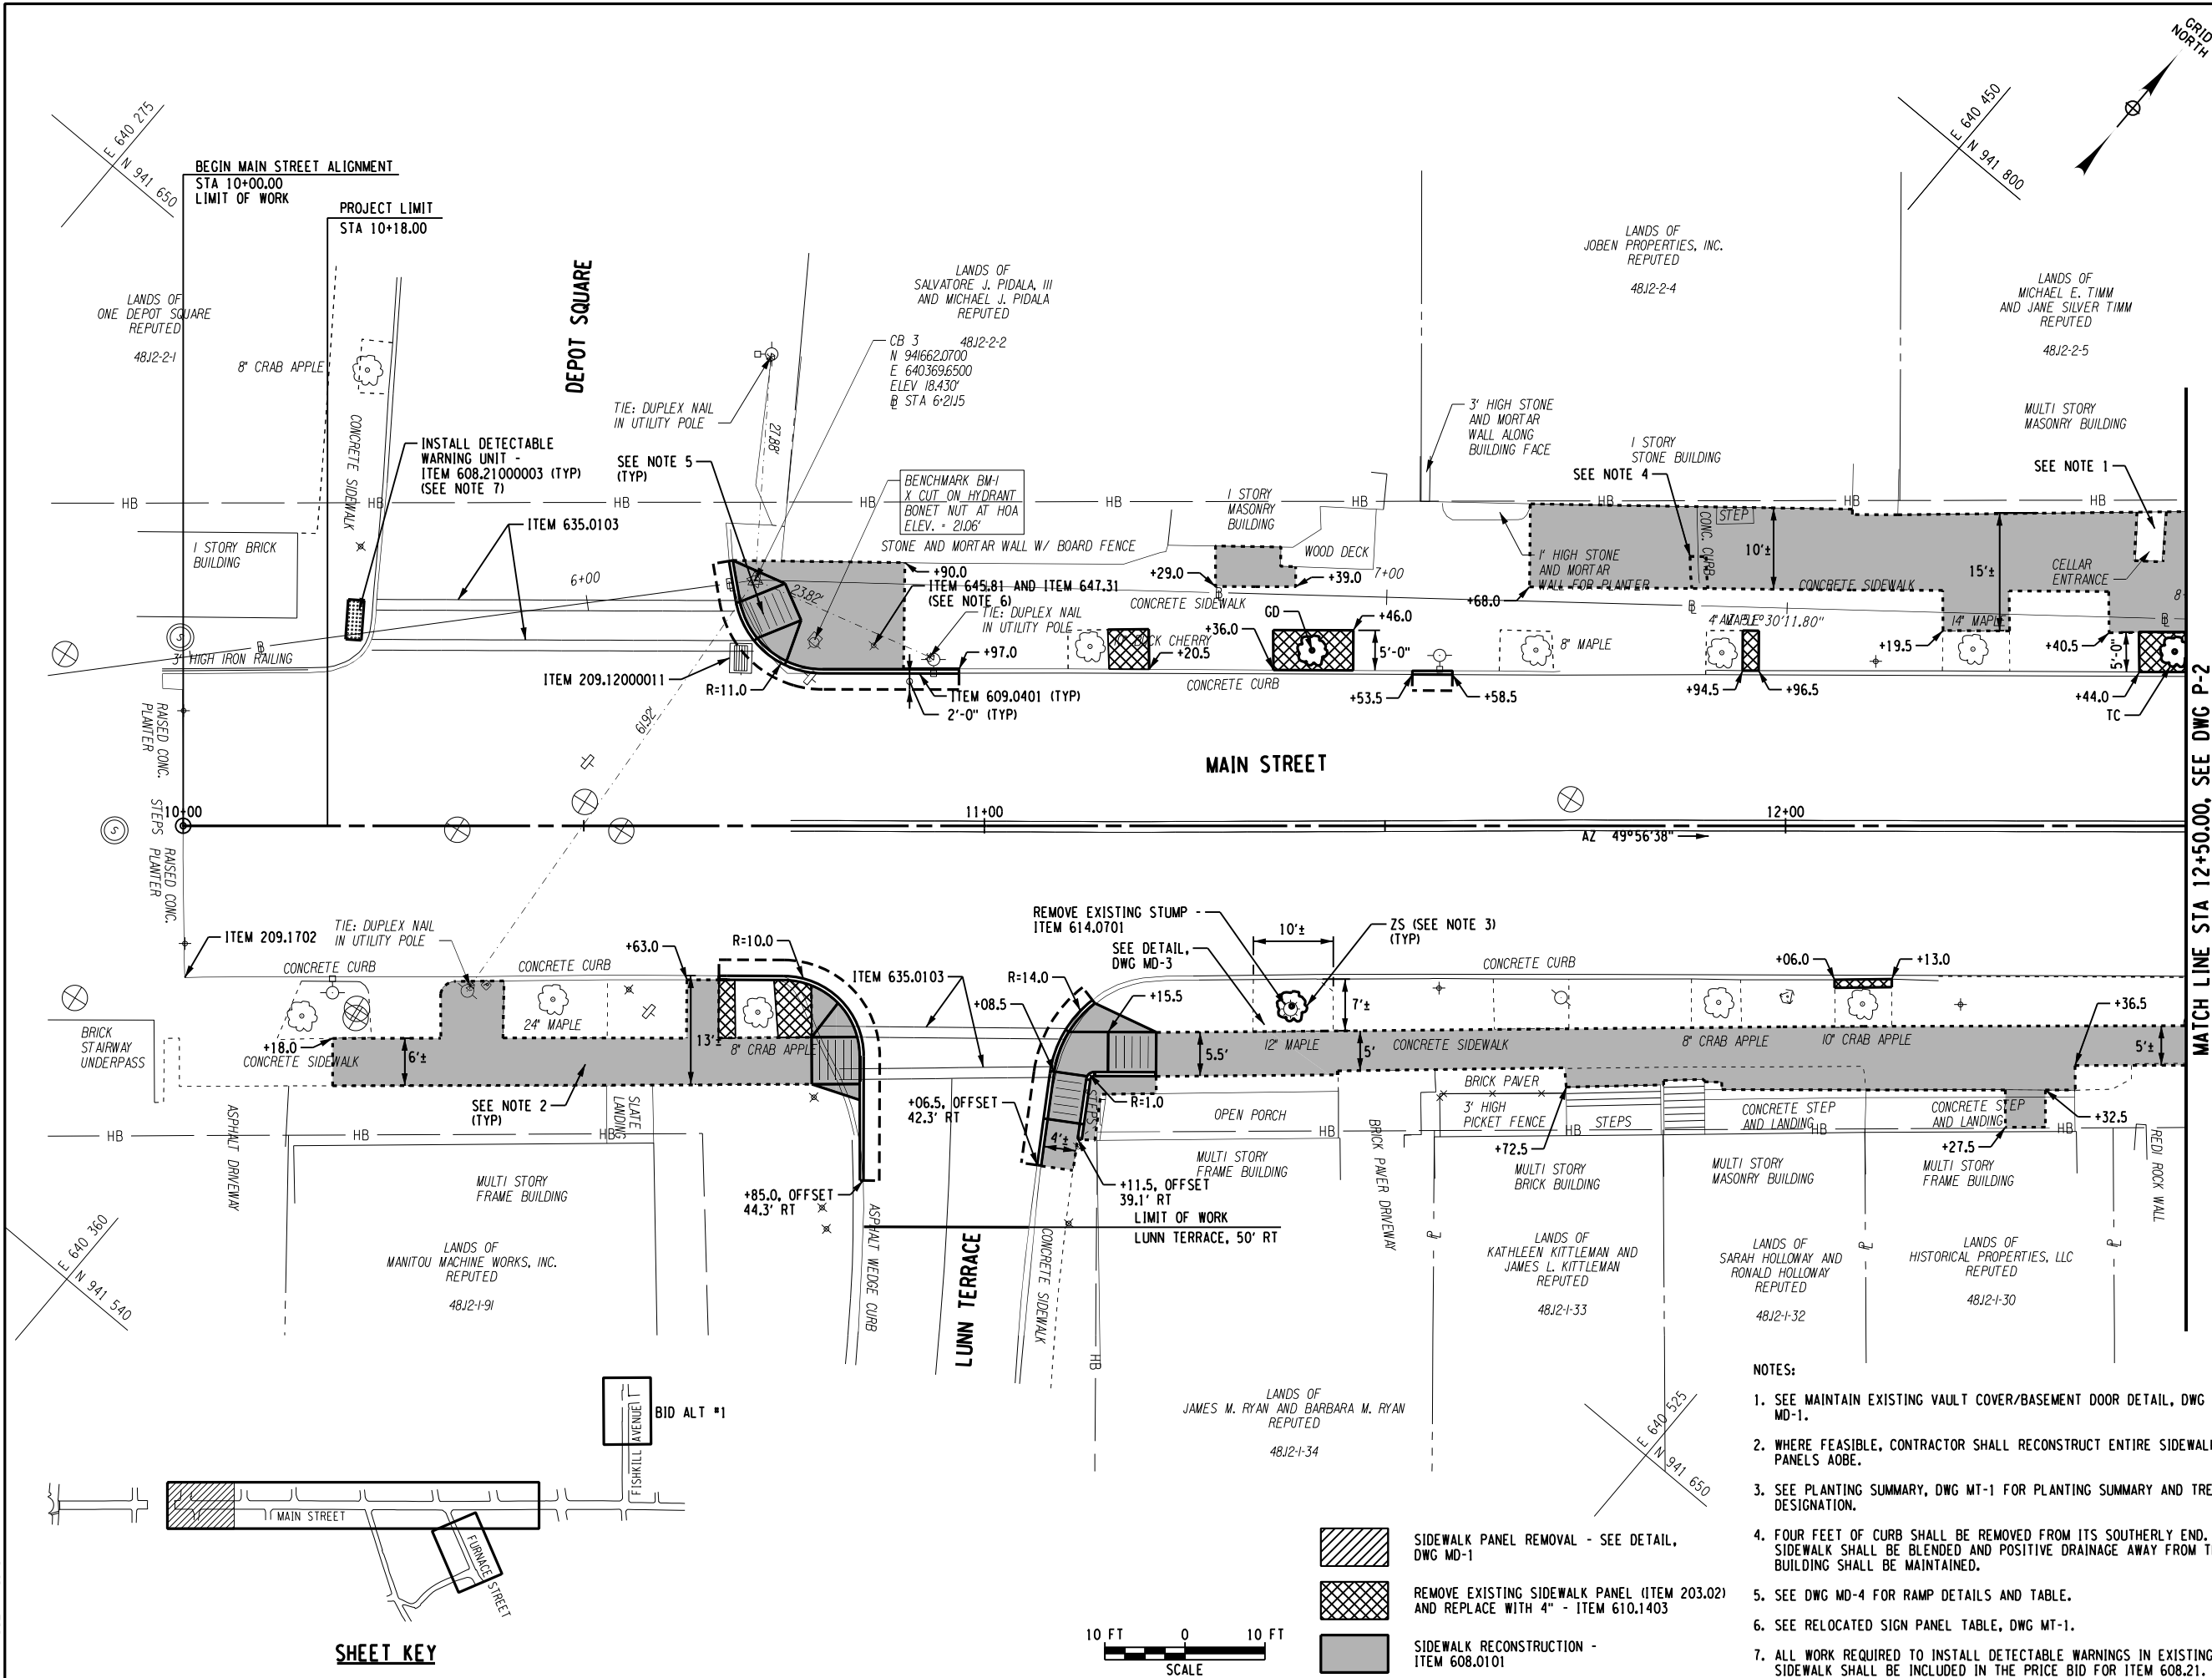 GRID
NORTH
E 640 275
N 941 650
E 640 450
N 941 800
BEGIN MAIN STREET ALIGNMENT
STA 10+00.00
LIMIT OF WORK
PROJECT LIMIT
STA 10+18.00
LANDS OF
ONE DEPOT SQUARE
REPUTED
48J2-2-1
8" CRAB APPLE
CONCRETE SIDEWALK
DEPOT SQUARE
LANDS OF
SALVATORE J. PIDALA, III
AND MICHAEL J. PIDALA
REPUTED
48J2-2-2
CB 3
N 941662.0700
E 640369.6500
ELEV 18.430'
STA 6+21.15
TIE: DUPLEX NAIL
IN UTILITY POLE
27.88'
LANDS OF
JOBEN PROPERTIES, INC.
REPUTED
48J2-2-4
LANDS OF
MICHAEL E. TIMM
AND JANE SILVER TIMM
REPUTED
48J2-2-5
INSTALL DETECTABLE
WARNING UNIT -
ITEM 608.21000003 (TYP)
(SEE NOTE 7)
SEE NOTE 5
(TYP)
BENCHMARK BM-1
X CUT ON HYDRANT
BONET NUT AT HOA
ELEV. = 21.06'
3' HIGH STONE
AND MORTAR
WALL ALONG
BUILDING FACE
1 STORY
STONE BUILDING
SEE NOTE 4
MULTI STORY
MASONRY BUILDING
SEE NOTE 1
HB
HB
HB
HB
HB
HB
HB
HB
ITEM 635.0103
1 STORY BRICK
BUILDING
STONE AND MORTAR WALL W/ BOARD FENCE
1 STORY
MASONRY
BUILDING
WOOD DECK
1' HIGH STONE
AND MORTAR
WALL FOR PLANTER
CONC. CURB
STEP
10'±
15'±
CELLAR
ENTRANCE
6+00
23.82'
+90.0
ITEM 645.81 AND ITEM 647.31
(SEE NOTE 6)
TIE: DUPLEX NAIL
IN UTILITY POLE
+29.0
+39.0
7+00
CONCRETE SIDEWALK
+68.0
CONCRETE SIDEWALK
GD
+46.0
+36.0
5'-0"
8" MAPLE
14" MAPLE
+19.5
+40.5
5'-0"
3' HIGH IRON RAILING
ITEM 209.12000011
R=11.0
+97.0
+20.5
ITEM 609.0401 (TYP)
2'-0" (TYP)
CONCRETE CURB
+53.5
+58.5
+94.5
+96.5
+44.0
TC
61.92'
RAISED CONC.
PLANTER
STEPS
RAISED CONC.
PLANTER
MAIN STREET
10+00
11+00
12+00
AZ 49°56'38"
MATCH LINE STA 12+50.00, SEE DWG P-2
ITEM 209.1702
TIE: DUPLEX NAIL
IN UTILITY POLE
CONCRETE CURB
CONCRETE CURB
+63.0
R=10.0
ITEM 635.0103
+08.5
REMOVE EXISTING STUMP -
ITEM 614.0701
SEE DETAIL,
DWG MD-3
R=14.0
+15.5
10'±
ZS (SEE NOTE 3)
(TYP)
7'±
CONCRETE CURB
+06.0
+13.0
+36.5
BRICK
STAIRWAY
UNDERPASS
+18.0
CONCRETE SIDEWALK
6'±
24" MAPLE
13'±
8" CRAB APPLE
5.5'
12" MAPLE
5'
CONCRETE SIDEWALK
8" CRAB APPLE
10" CRAB APPLE
5'±
SEE NOTE 2
(TYP)
SLATE
LANDING
ASPHALT DRIVEWAY
+06.5, OFFSET
42.3' RT
STEPS
R=1.0
4'±
OPEN PORCH
BRICK PAVER DRIVEWAY
BRICK PAVER
3' HIGH
PICKET FENCE
STEPS
+72.5
CONCRETE STEP
AND LANDING
CONCRETE STEP
AND LANDING
+32.5
+27.5
REDI ROCK WALL
HB
HB
HB
HB
HB
HB
HB
HB
MULTI STORY
FRAME BUILDING
+85.0, OFFSET
44.3' RT
+11.5, OFFSET
39.1' RT
MULTI STORY
FRAME BUILDING
MULTI STORY
BRICK BUILDING
MULTI STORY
MASONRY BUILDING
MULTI STORY
FRAME BUILDING
LIMIT OF WORK
LUNN TERRACE, 50' RT
ASPHALT WEDGE CURB
LUNN TERRACE
CONCRETE SIDEWALK
E 640 360
N 941 540
LANDS OF
MANITOU MACHINE WORKS, INC.
REPUTED
48J2-1-91
LANDS OF
KATHLEEN KITTLEMAN AND
JAMES L. KITTLEMAN
REPUTED
48J2-1-33
LANDS OF
SARAH HOLLOWAY AND
RONALD HOLLOWAY
REPUTED
48J2-1-32
LANDS OF
HISTORICAL PROPERTIES, LLC
REPUTED
48J2-1-30
LANDS OF
JAMES M. RYAN AND BARBARA M. RYAN
REPUTED
48J2-1-34
E 640 525
N 941 650
BID ALT #1
FISHKILL AVENUE
MAIN STREET
FURNACE STREET
SHEET KEY
10 FT 0 10 FT
SCALE
SIDEWALK PANEL REMOVAL - SEE DETAIL,
DWG MD-1
REMOVE EXISTING SIDEWALK PANEL (ITEM 203.02)
AND REPLACE WITH 4" - ITEM 610.1403
SIDEWALK RECONSTRUCTION -
ITEM 608.0101
NOTES:
1. SEE MAINTAIN EXISTING VAULT COVER/BASEMENT DOOR DETAIL, DWG
MD-1.
2. WHERE FEASIBLE, CONTRACTOR SHALL RECONSTRUCT ENTIRE SIDEWAL
PANELS AOBE.
3. SEE PLANTING SUMMARY, DWG MT-1 FOR PLANTING SUMMARY AND TRE
DESIGNATION.
4. FOUR FEET OF CURB SHALL BE REMOVED FROM ITS SOUTHERLY END.
SIDEWALK SHALL BE BLENDED AND POSITIVE DRAINAGE AWAY FROM T
BUILDING SHALL BE MAINTAINED.
5. SEE DWG MD-4 FOR RAMP DETAILS AND TABLE.
6. SEE RELOCATED SIGN PANEL TABLE, DWG MT-1.
7. ALL WORK REQUIRED TO INSTALL DETECTABLE WARNINGS IN EXISTING
SIDEWALK SHALL BE INCLUDED IN THE PRICE BID FOR ITEM 608.21.